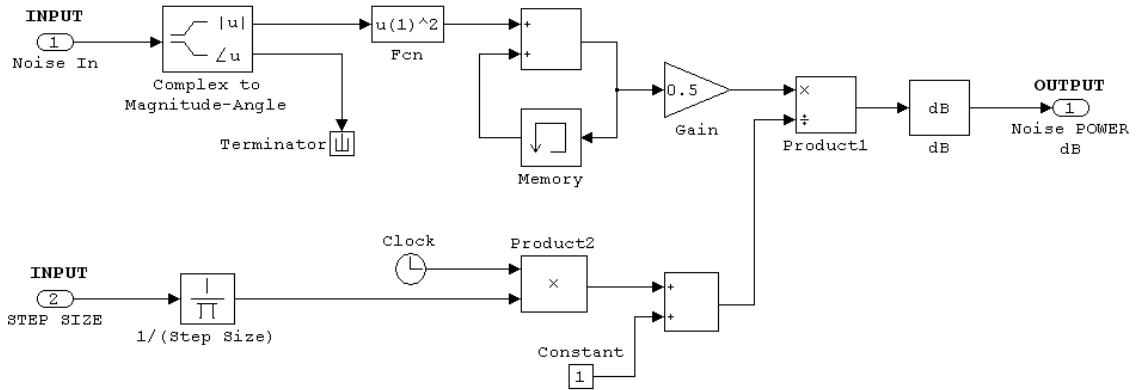 INPUT
1
Noise In
|u|
∠u
Complex to
Magnitude-Angle
Terminator
u(1)^2
Fcn
+
+
Memory
0.5
Gain
×
÷
Product1
dB
dB
OUTPUT
1
Noise POWER
dB
INPUT
2
STEP SIZE
1/(Step Size)
Clock
Product2
×
+
+
Constant
1